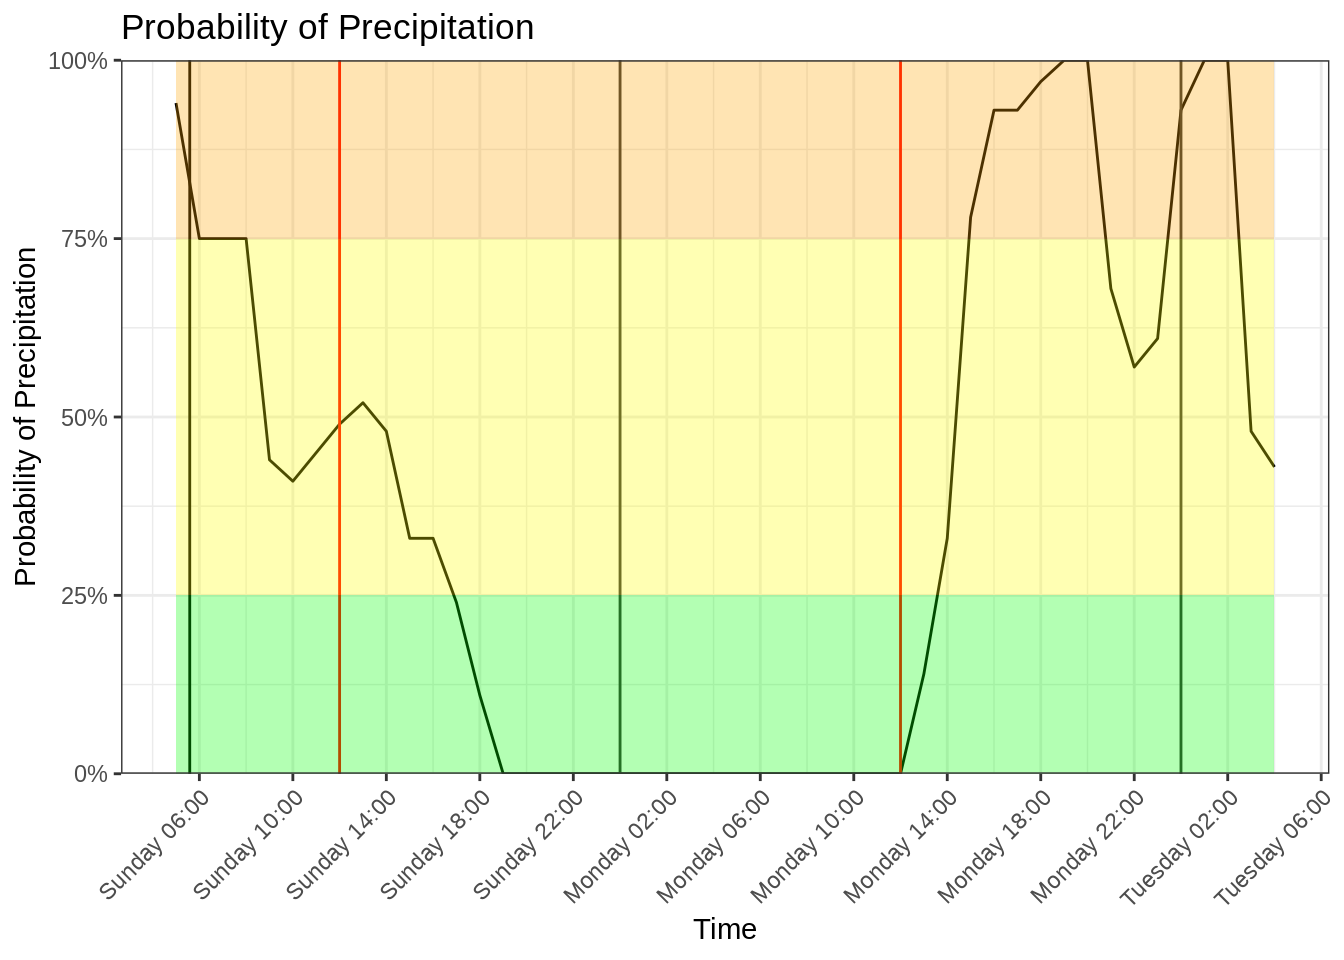 Probability of Precipitation
Probability of Precipitation
100%
75%
50%
25%
0%
Sunday 06:00
Sunday 10:00
Sunday 14:00
Sunday 18:00
Sunday 22:00
Monday 02:00
Monday 06:00
Monday 10:00
Monday 14:00
Monday 18:00
Monday 22:00
Tuesday 02:00
Tuesday 06:00
Time